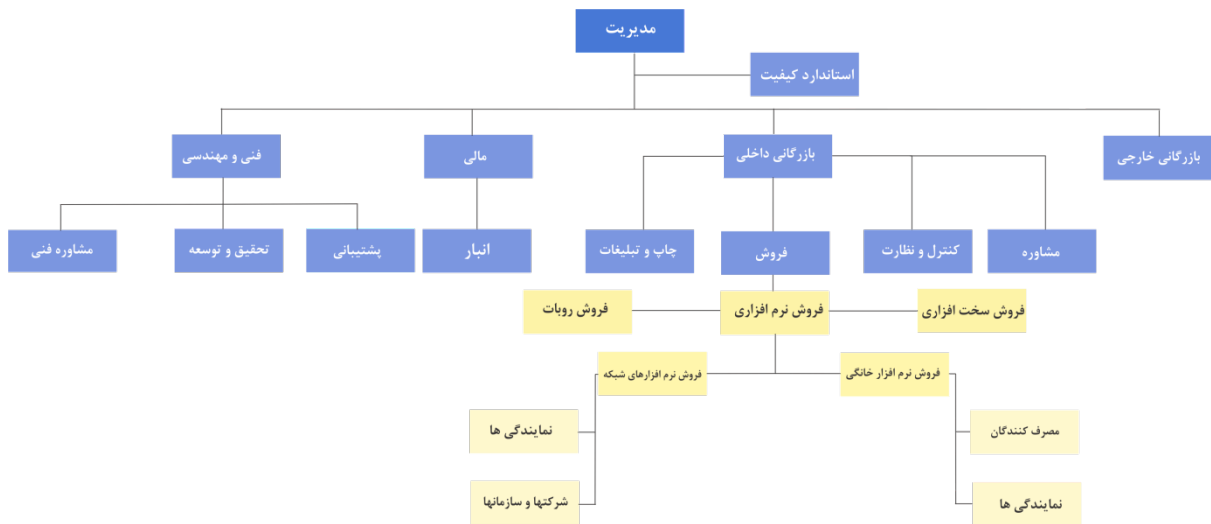 مدیریت
استاندارد کیفیت
بازرگانی خارجی
بازرگانی داخلی
مالی
فنی و مهندسی
مشاوره
کنترل و نظارت
فروش
چاپ و تبلیغات
انبار
پشتیبانی
تحقیق و توسعه
مشاوره فنی
فروش سخت افزاری
فروش نرم افزاری
فروش روبات
فروش نرم افزار خانگی
فروش نرم افزارهای شبکه
مصرف کنندگان
نمایندگی ها
نمایندگی ها
شرکتها و سازمانها